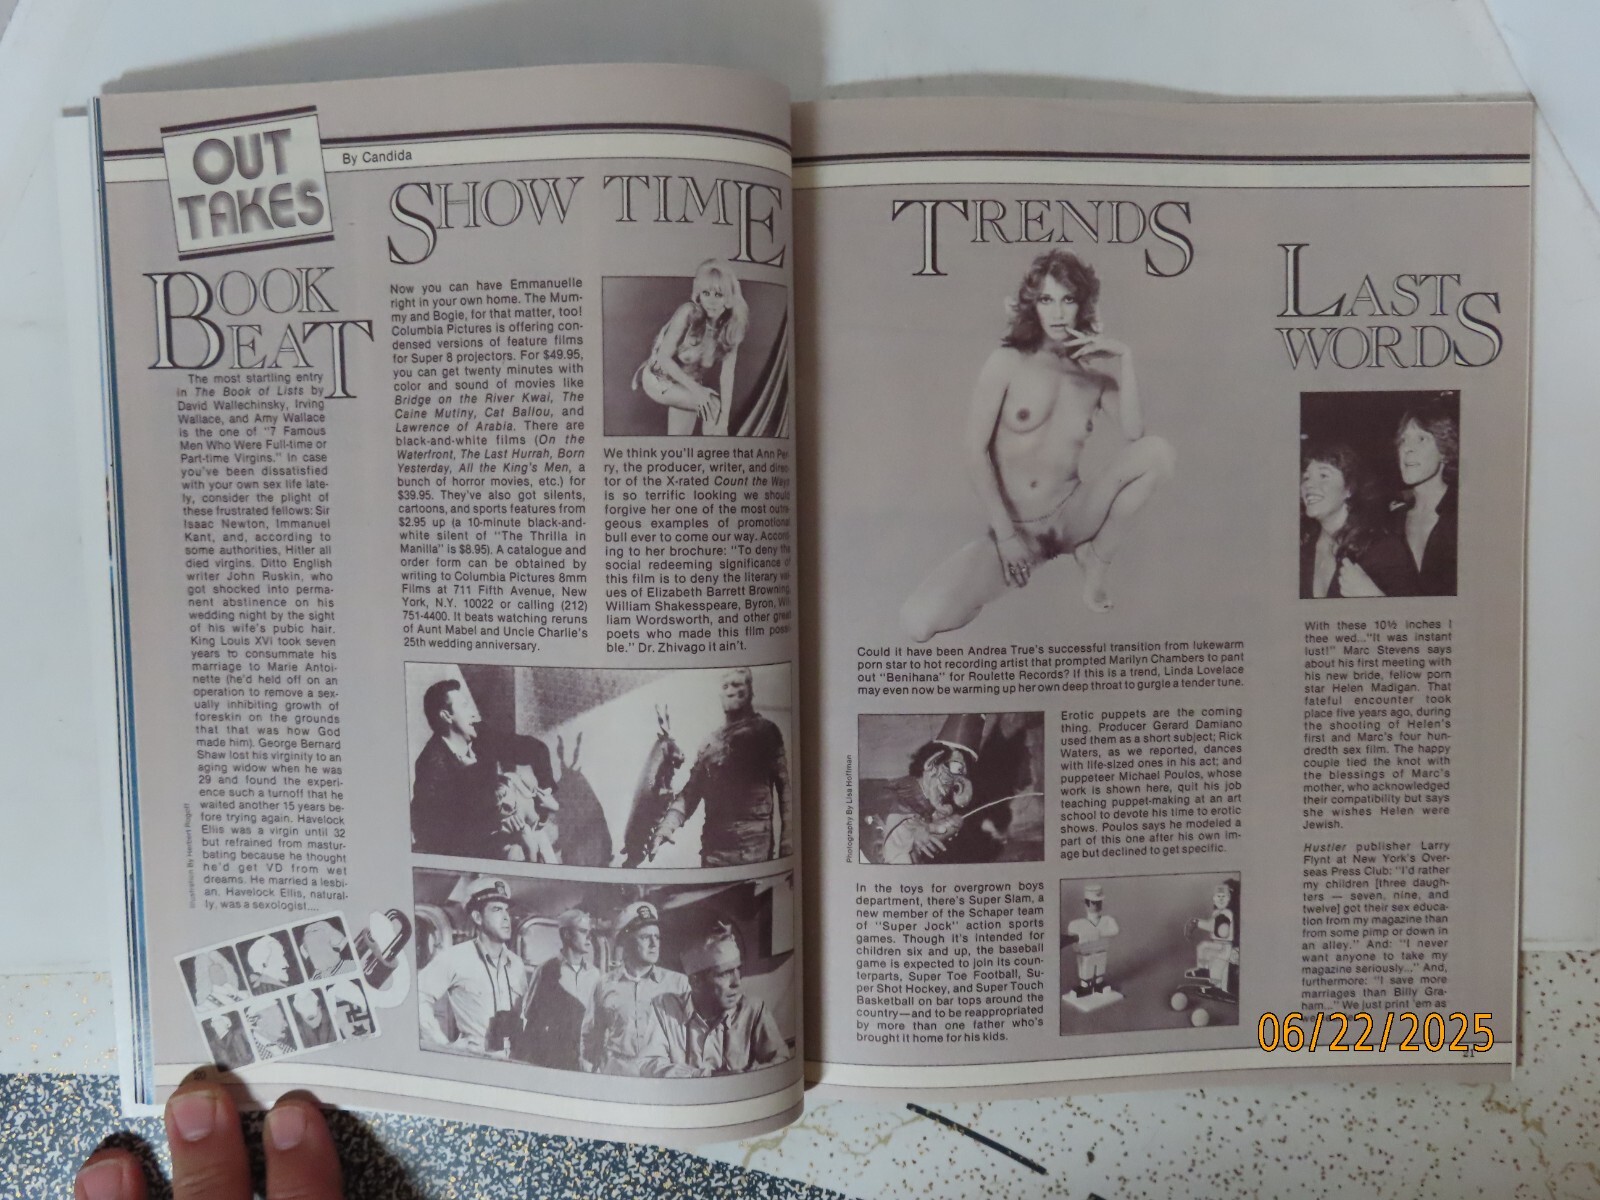 OUT
TAKES
By Candida
BOOK
BEAT
The most startling entry
in The Book of Lists by
David Wallechinsky, Irving
Wallace, and Amy Wallace
is the one of "7 Famous
Men Who Were Full-time or
Part-time Virgins." In case
you've been dissatisfied
with your own sex life late-
ly, consider the plight of
these frustrated fellows: Sir
Isaac Newton, Immanuel
Kant, and, according to
some authorities, Hitler all
died virgins. Ditto English
writer John Ruskin, who
got shocked into perma-
nent abstinence on his
wedding night by the sight
of his wife's pubic hair.
King Louis XVI took seven
years to consummate his
marriage to Marie Antoi-
nette (he'd held off on an
operation to remove a sex-
ually inhibiting growth of
foreskin on the grounds
that that was how God
made him). George Bernard
Shaw lost his virginity to an
aging widow when he was
29 and found the experi-
ence such a turnoff that he
waited another 15 years be-
fore trying again. Havelock
Ellis was a virgin until 32
but refrained from mastur-
bating because he thought
he'd get VD from wet
dreams. He married a lesbi-
an. Havelock Ellis, natural-
ly, was a sexologist....
Illustration By Herbert Rogoff
SHOW TIME
Now you can have Emmanuelle
right in your own home. The Mum-
my and Bogie, for that matter, too!
Columbia Pictures is offering con-
densed versions of feature films
for Super 8 projectors. For $49.95,
you can get twenty minutes with
color and sound of movies like
Bridge on the River Kwai, The
Caine Mutiny, Cat Ballou, and
Lawrence of Arabia. There are
black-and-white films (On the
Waterfront, The Last Hurrah, Born
Yesterday, All the King's Men, a
bunch of horror movies, etc.) for
$39.95. They've also got silents,
cartoons, and sports features from
$2.95 up (a 10-minute black-and-
white silent of "The Thrilla in
Manilla" is $8.95). A catalogue and
order form can be obtained by
writing to Columbia Pictures 8mm
Films at 711 Fifth Avenue, New
York, N.Y. 10022 or calling (212)
751-4400. It beats watching reruns
of Aunt Mabel and Uncle Charlie's
25th wedding anniversary.
We think you'll agree that Ann Per-
ry, the producer, writer, and direc-
tor of the X-rated Count the Ways
is so terrific looking we should
forgive her one of the most outra-
geous examples of promotional
bull ever to come our way. Accord-
ing to her brochure: "To deny the
social redeeming significance of
this film is to deny the literary val-
ues of Elizabeth Barrett Browning,
William Shakesspeare, Byron, Wil-
liam Wordsworth, and other great
poets who made this film possi-
ble." Dr. Zhivago it ain't.
TRENDS
Could it have been Andrea True's successful transition from lukewarm
porn star to hot recording artist that prompted Marilyn Chambers to pant
out "Benihana" for Roulette Records? If this is a trend, Linda Lovelace
may even now be warming up her own deep throat to gurgle a tender tune.
Photography By Lisa Hoffman
Erotic puppets are the coming
thing. Producer Gerard Damiano
used them as a short subject; Rick
Waters, as we reported, dances
with life-sized ones in his act; and
puppeteer Michael Poulos, whose
work is shown here, quit his job
teaching puppet-making at an art
school to devote his time to erotic
shows. Poulos says he modeled a
part of this one after his own im-
age but declined to get specific.
In the toys for overgrown boys
department, there's Super Slam, a
new member of the Schaper team
of "Super Jock" action sports
games. Though it's intended for
children six and up, the baseball
game is expected to join its coun-
terparts, Super Toe Football, Su-
per Shot Hockey, and Super Touch
Basketball on bar tops around the
country—and to be reappropriated
by more than one father who's
brought it home for his kids.
LAST
WORDS
With these 10½ inches I
thee wed..."It was instant
lust!" Marc Stevens says
about his first meeting with
his new bride, fellow porn
star Helen Madigan. That
fateful encounter took
place five years ago, during
the shooting of Helen's
first and Marc's four hun-
dredth sex film. The happy
couple tied the knot with
the blessings of Marc's
mother, who acknowledged
their compatibility but says
she wishes Helen were
Jewish.
Hustler publisher Larry
Flynt at New York's Over-
seas Press Club: "I'd rather
my children [three daugh-
ters — seven, nine, and
twelve] got their sex educa-
tion from my magazine than
from some pimp or down in
an alley." And: "I never
want anyone to take my
magazine seriously..." And,
furthermore: "I save more
marriages than Billy Gra-
ham..." We just print 'em as
06/22/2025
21